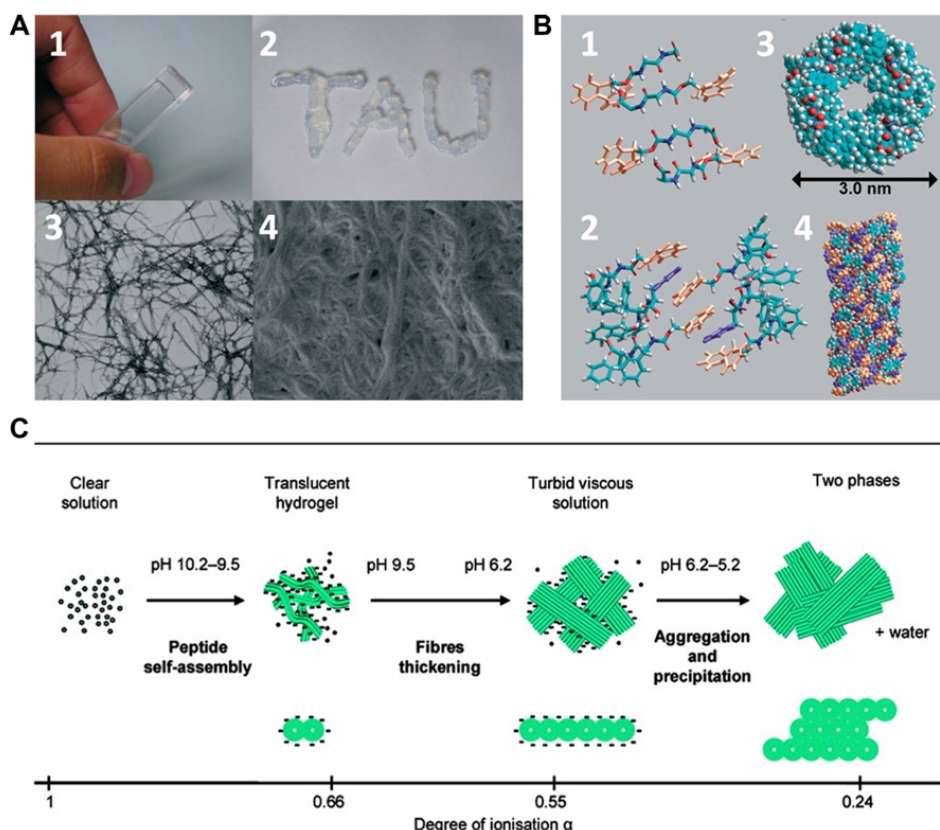 A
1
2
TAU
3
4
B
1
3
3.0 nm
2
4
C
Clear
solution
Translucent
hydrogel
Turbid viscous
solution
Two phases
pH 10.2–9.5
pH 9.5
pH 6.2
pH 6.2–5.2
Peptide
self-assembly
Fibres
thickening
Aggregation
and
precipitation
+ water
1
0.66
0.55
0.24
Degree of ionisation α